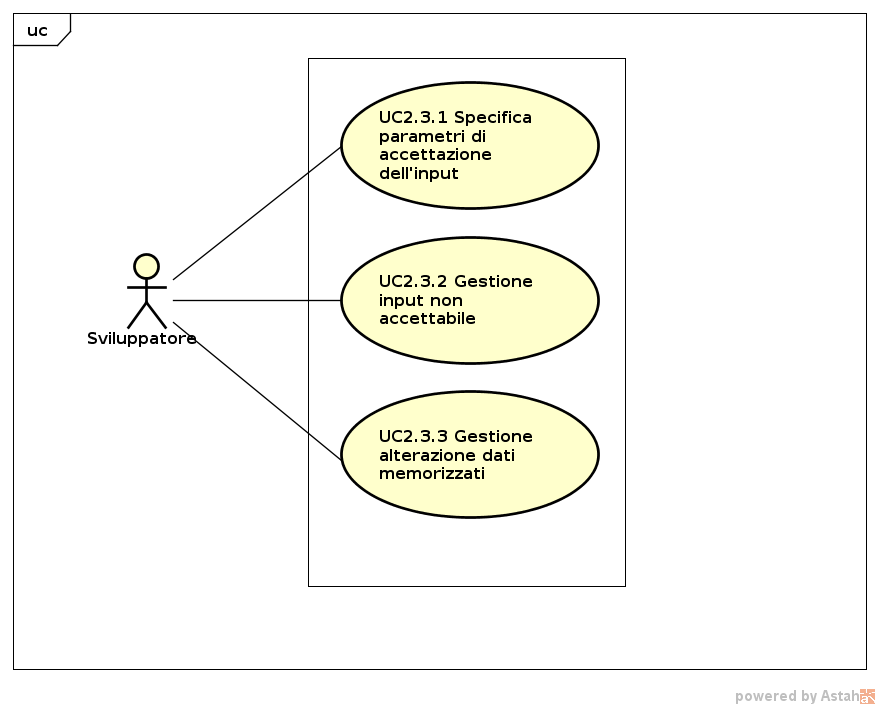 uc
UC2.3.1 Specifica
parametri di
accettazione
dell'input
UC2.3.2 Gestione
input non
accettabile
Sviluppatore
UC2.3.3 Gestione
alterazione dati
memorizzati
powered by Astah